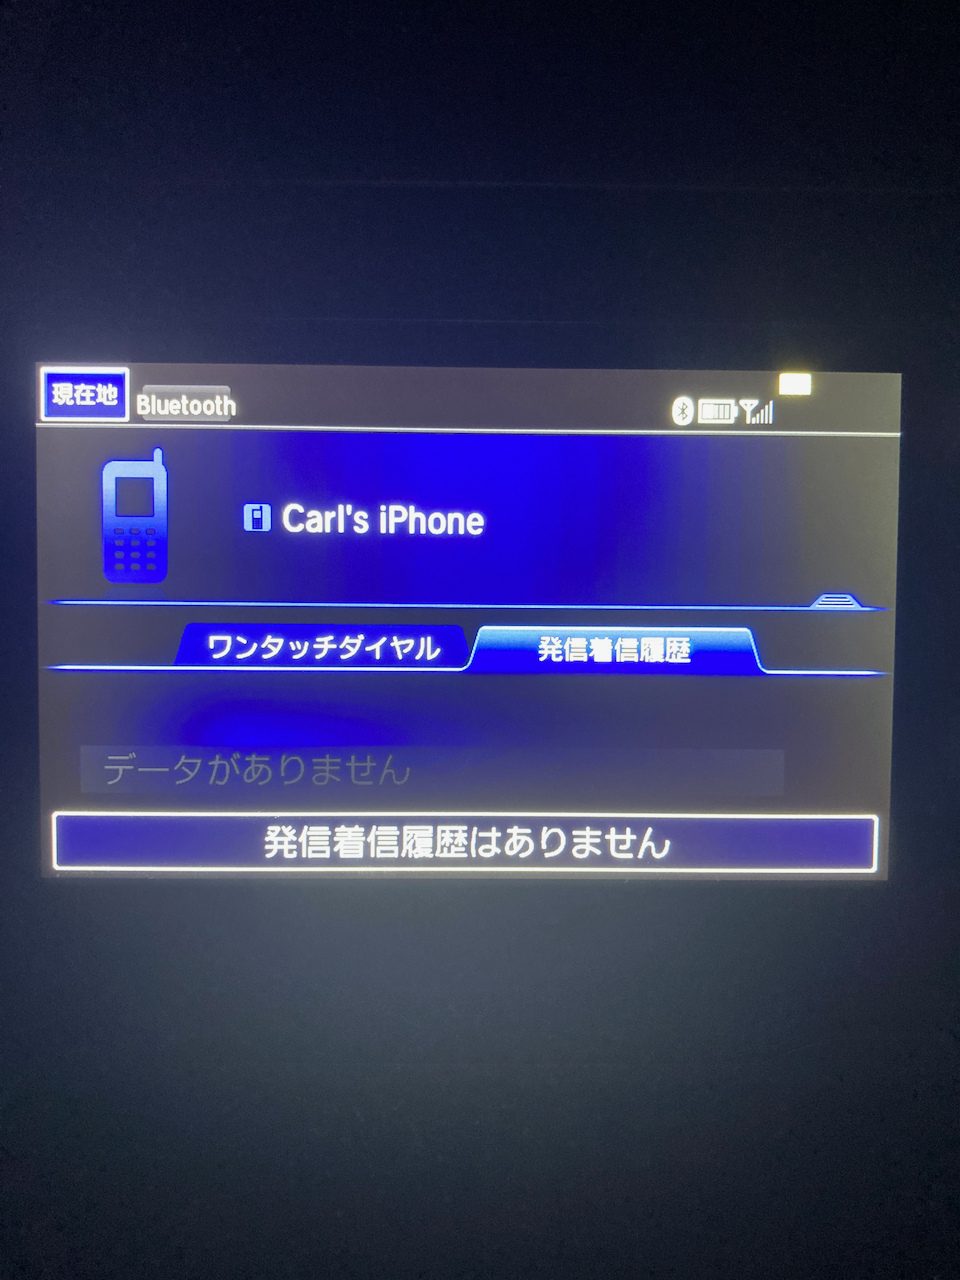 現在地
Bluetooth
Carl's iPhone
ワンタッチダイヤル
発信着信履歴
データがありません
発信着信履歴はありません